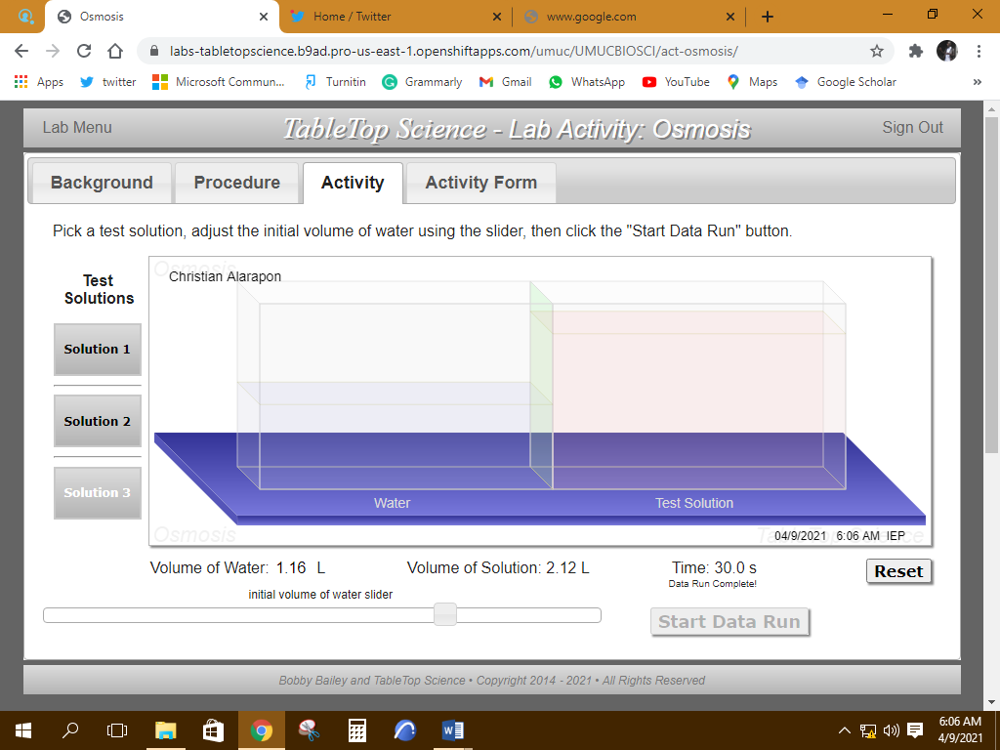 Osmosis
Home / Twitter
www.google.com
labs-tabletopscience.b9ad.pro-us-east-1.openshiftapps.com/umuc/UMUCBIOSCI/act-osmosis/
Apps
twitter
Microsoft Commun...
Turnitin
Grammarly
Gmail
WhatsApp
YouTube
Maps
Google Scholar
»
Lab Menu
TableTop Science - Lab Activity: Osmosis
Sign Out
Background
Procedure
Activity
Activity Form
Pick a test solution, adjust the initial volume of water using the slider, then click the "Start Data Run" button.
Test
Solutions
Solution 1
Solution 2
Solution 3
Osmosis
Christian Alarapon
Water
Test Solution
Osmosis
04/9/2021 6:06 AM IEP
Volume of Water: 1.16 L
Volume of Solution: 2.12 L
Time: 30.0 s
Data Run Complete!
Reset
initial volume of water slider
Start Data Run
Bobby Bailey and TableTop Science • Copyright 2014 - 2021 • All Rights Reserved
6:06 AM
4/9/2021